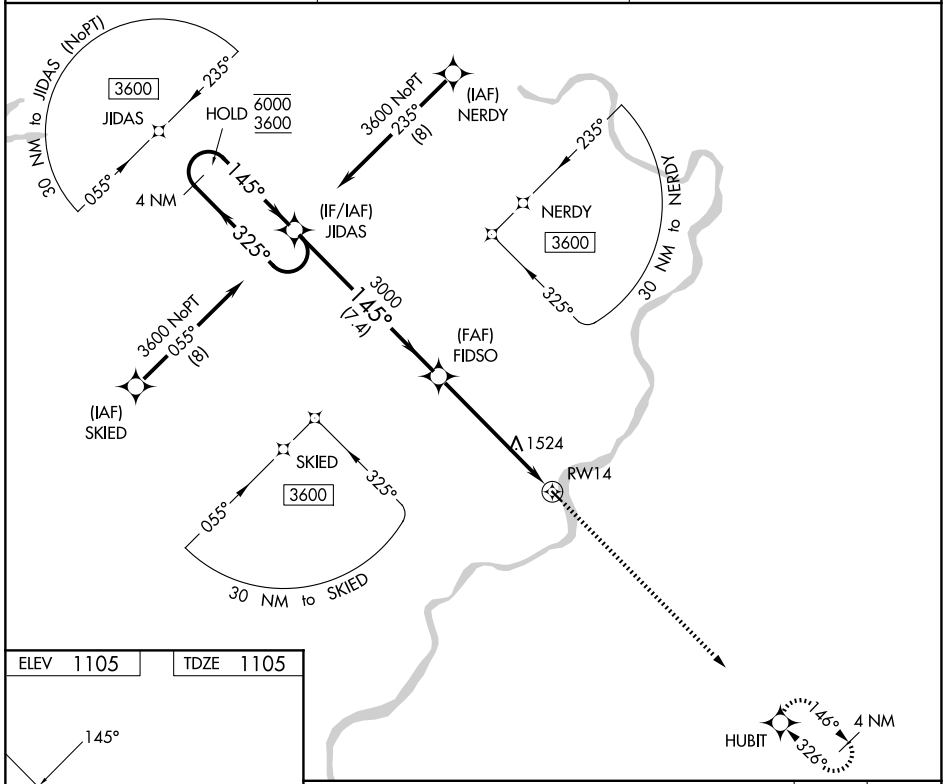 30 NM to JIDAS (NoPT)
3600
JIDAS
235°
055°
HOLD
6000
3600
4 NM
145°
325°
(IF/IAF)
JIDAS
3600 NoPT
235°
(8)
(IAF)
NERDY
235°
NERDY
3600
325°
30 NM to NERDY
3000
145°
(7.4)
3600 NoPT
055°
(8)
(IAF)
SKIED
(FAF)
FIDSO
1524
RW14
SKIED
3600
055°
325°
30 NM to SKIED
ELEV 1105
TDZE 1105
145°
HUBIT
146°
326°
4 NM